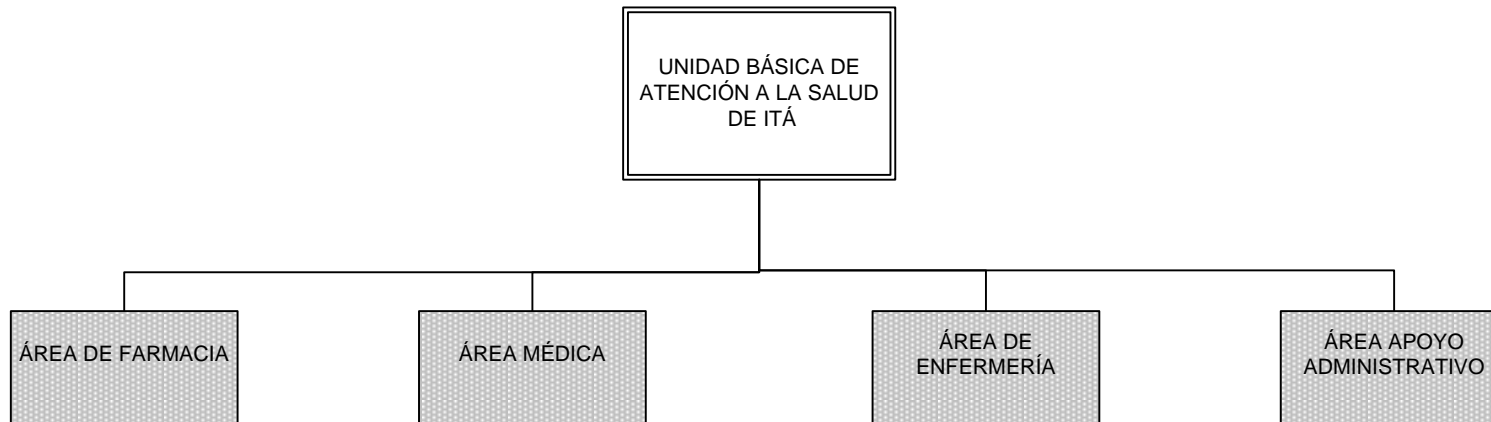 UNIDAD BÁSICA DE
ATENCIÓN A LA SALUD
DE ITÁ
ÁREA DE FARMACIA
ÁREA MÉDICA
ÁREA DE
ENFERMERÍA
ÁREA APOYO
ADMINISTRATIVO